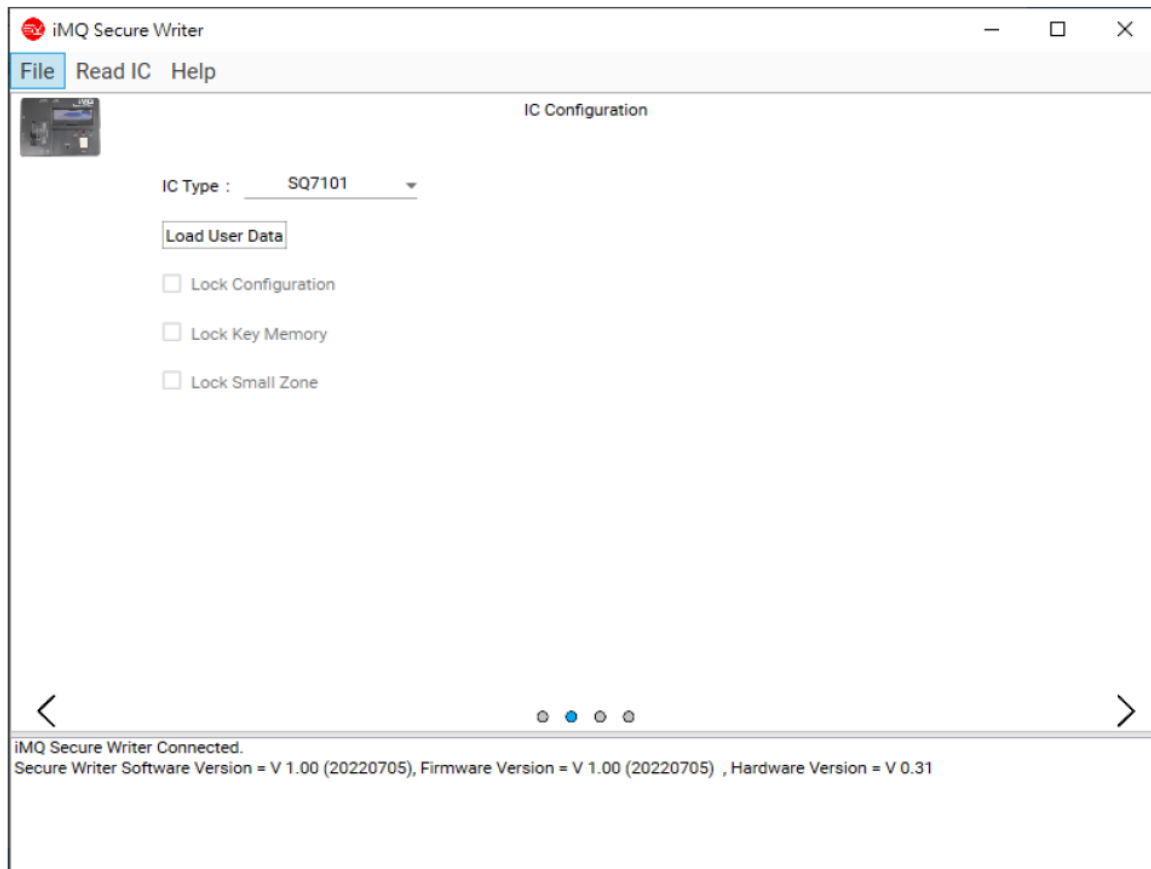 iMQ Secure Writer
File Read IC Help
iMQ
IC Configuration
IC Type : SQ7101
Load User Data
Lock Configuration
Lock Key Memory
Lock Small Zone
iMQ Secure Writer Connected.
Secure Writer Software Version = V 1.00 (20220705), Firmware Version = V 1.00 (20220705) , Hardware Version = V 0.31